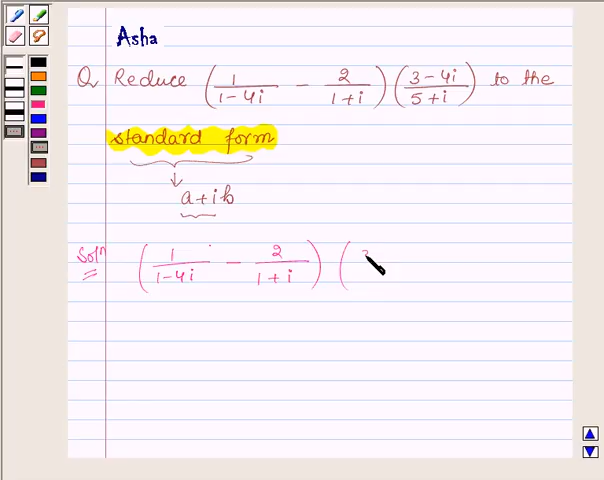 Asha
Q Reduce (1/(1-4i) - 2/(1+i)) ((3-4i)/(5+i)) to the
standard form
↓
a+ib
Soln (1/(1-4i) - 2/(1+i)) (